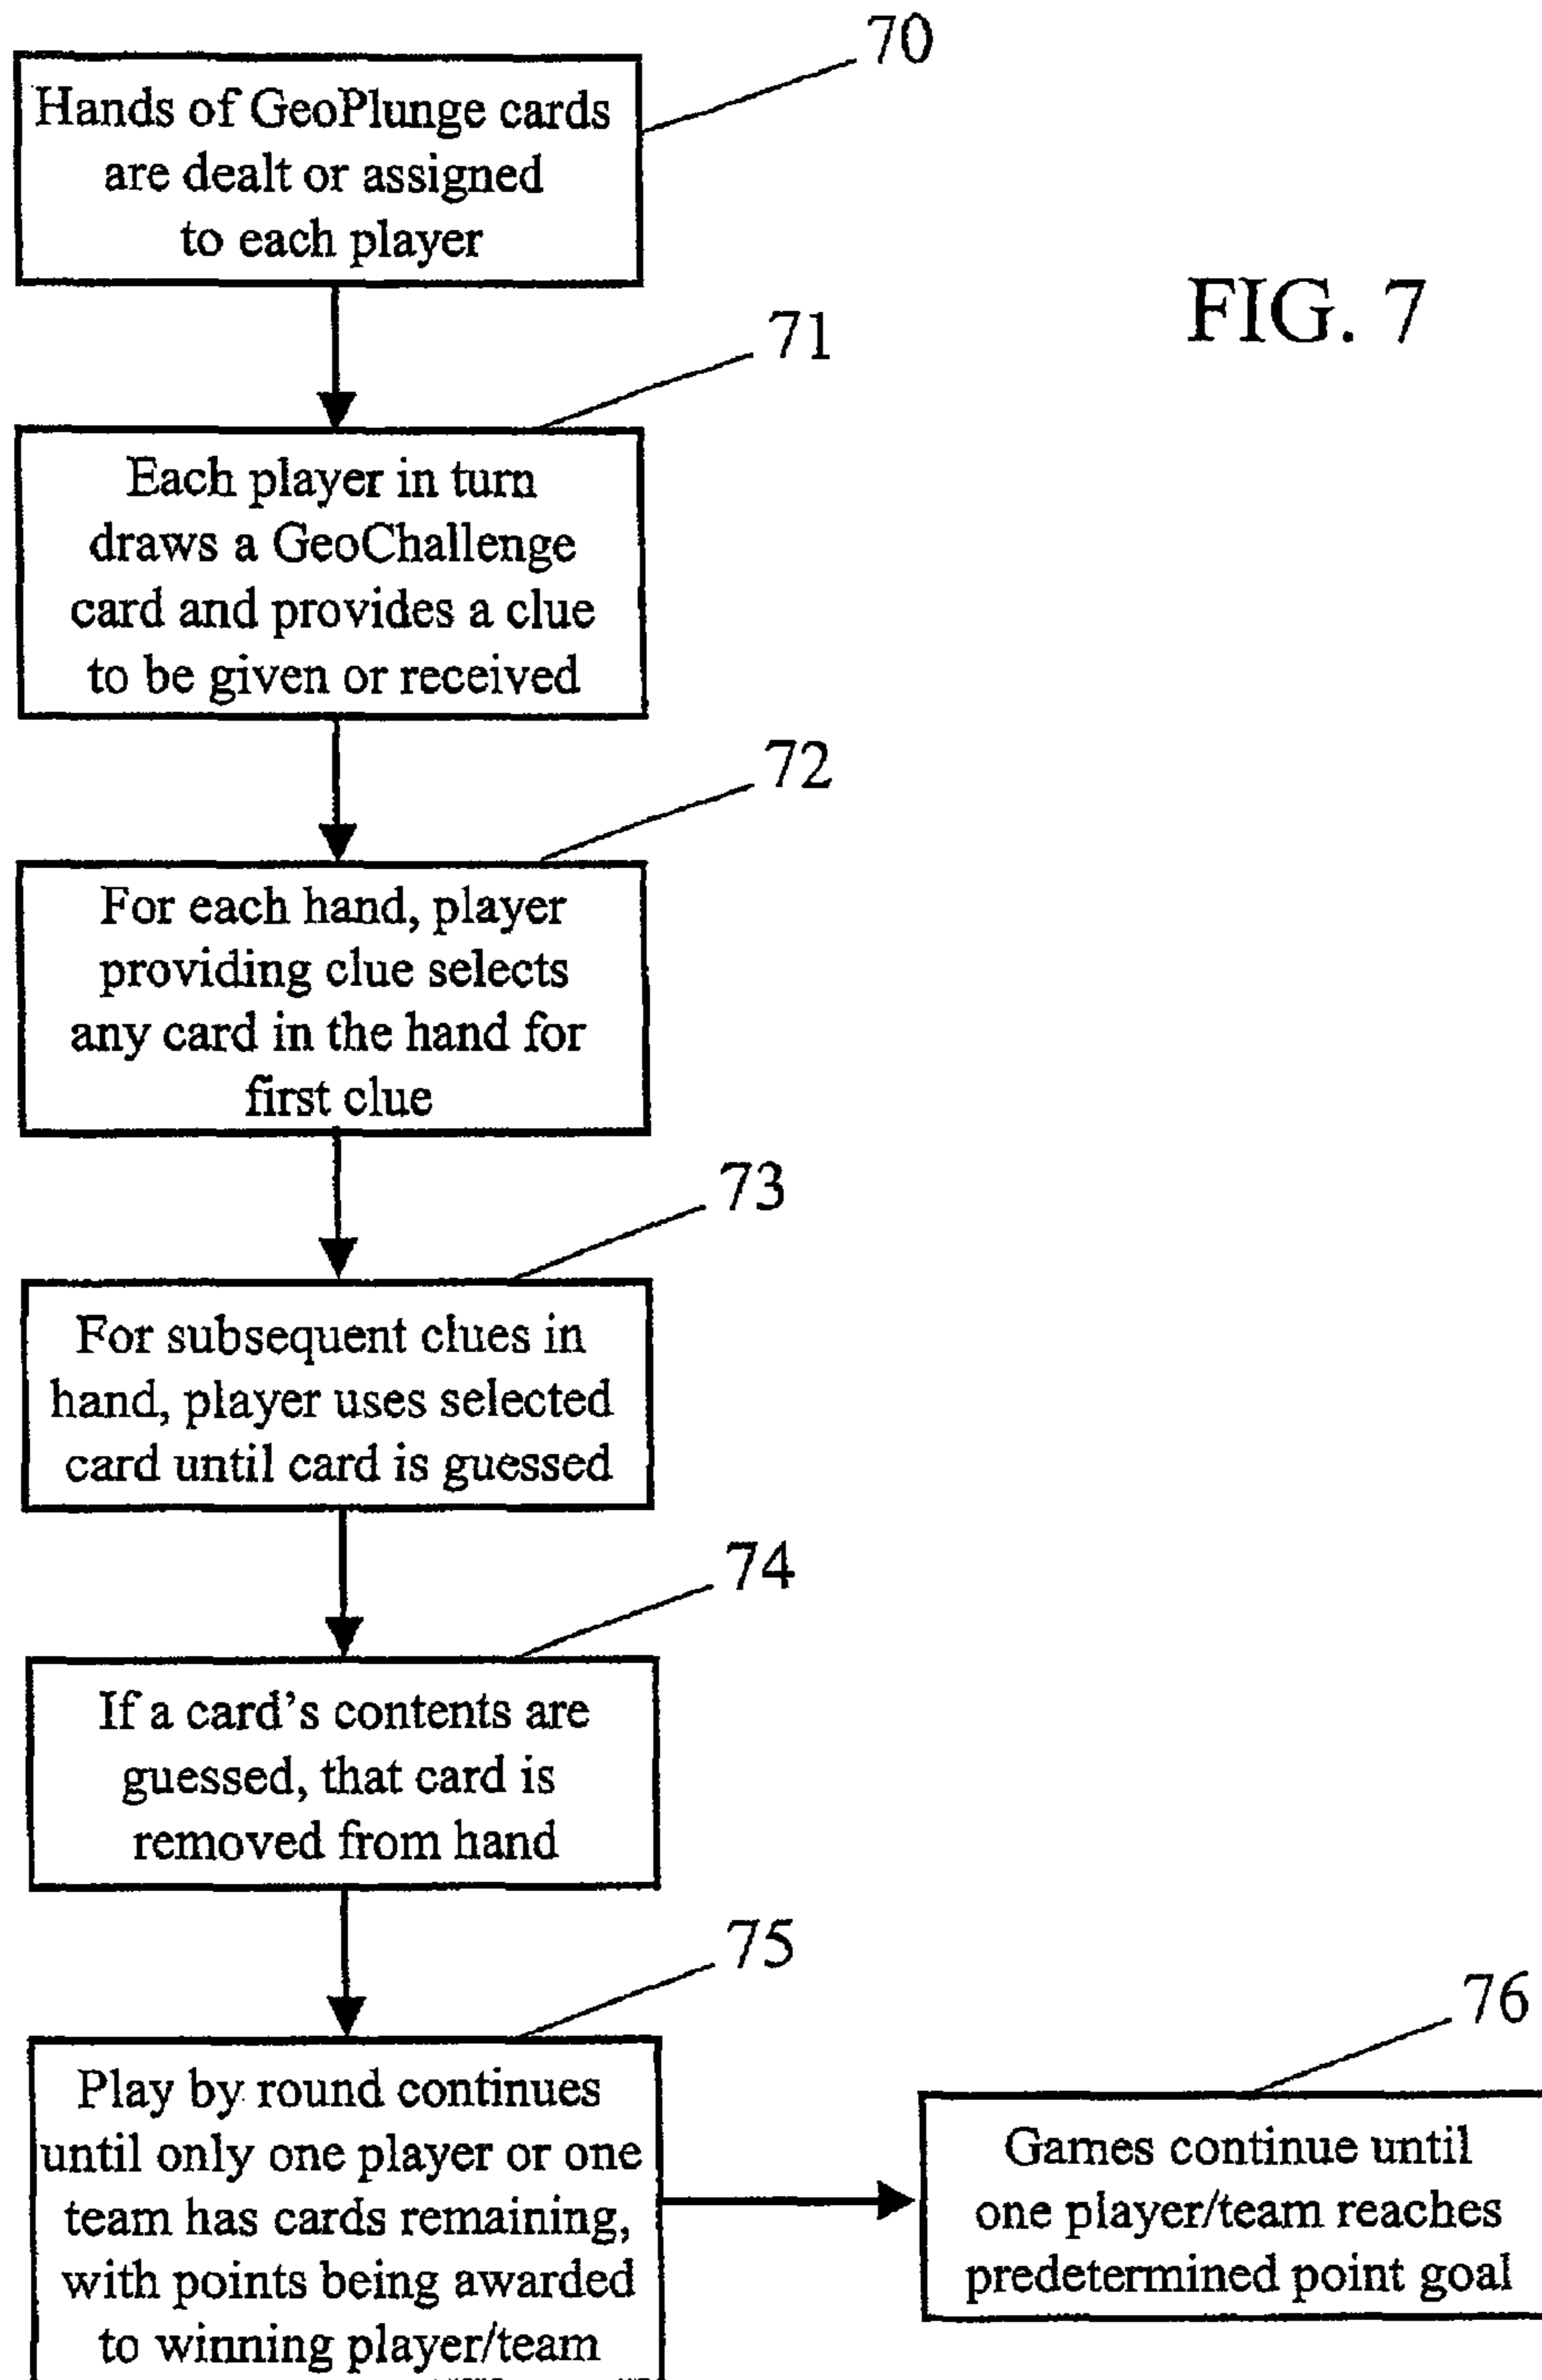 70
Hands of GeoPlunge cards
are dealt or assigned
to each player
FIG. 7
71
Each player in turn
draws a GeoChallenge
card and provides a clue
to be given or received
72
For each hand, player
providing clue selects
any card in the hand for
first clue
73
For subsequent clues in
hand, player uses selected
card until card is guessed
74
If a card's contents are
guessed, that card is
removed from hand
75
Play by round continues
until only one player or one
team has cards remaining,
with points being awarded
to winning player/team
76
Games continue until
one player/team reaches
predetermined point goal